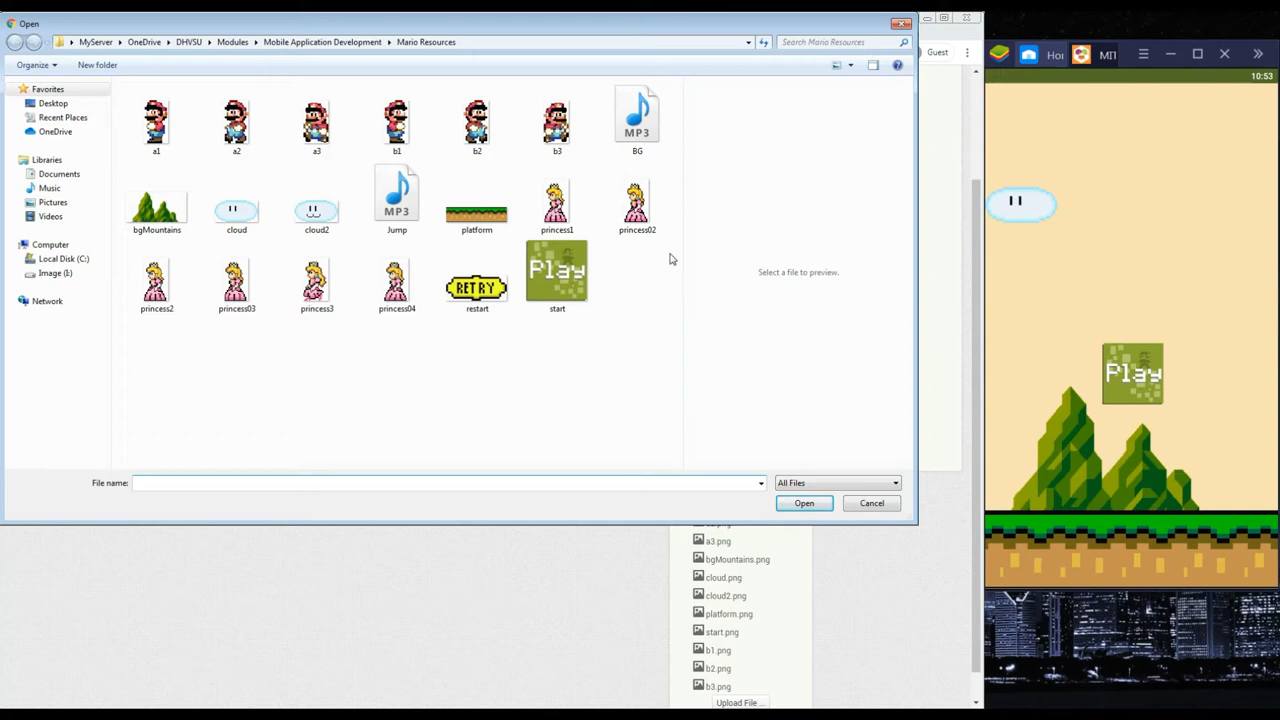 Open
MyServer OneDrive DHVSU Modules Mobile Application Development Mario Resources
Search Mario Resources
Guest
МП
10:53
Organize New folder
Favorites
Desktop
Recent Places
OneDrive
Libraries
Documents
Music
Pictures
Videos
Computer
Local Disk (C:)
Image (I:)
Network
MP3
a1 a2 a3 b1 b2 b3 BG
MP3
bgMountains cloud cloud2 Jump platform princess1 princess02
RETRY
Play
princess2 princess03 princess3 princess04 restart start
Select a file to preview.
Play
File name:
All Files
Open Cancel
a3.png
bgMountains.png
cloud.png
cloud2.png
platform.png
start.png
b1.png
b2.png
b3.png
Upload File ...